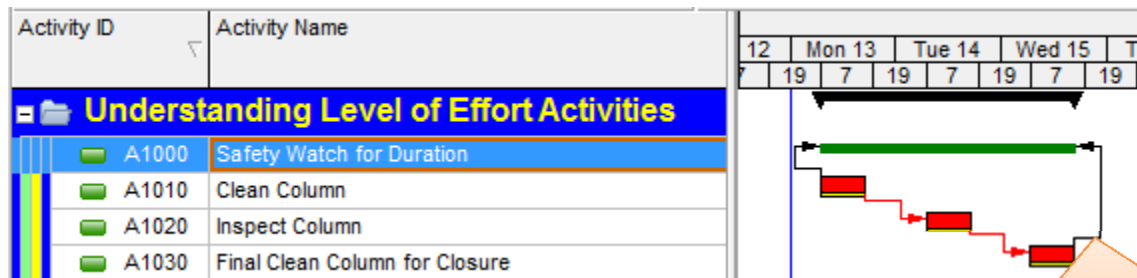 Activity ID Activity Name
12 Mon 13 Tue 14 Wed 15 T
7 19 7 19 7 19 7 19
Understanding Level of Effort Activities
A1000 Safety Watch for Duration
A1010 Clean Column
A1020 Inspect Column
A1030 Final Clean Column for Closure